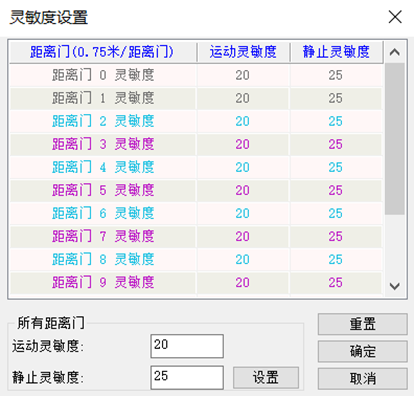 灵敏度设置
距离门(0.75米/距离门) 运动灵敏度 静止灵敏度
距离门 0 灵敏度 20 25
距离门 1 灵敏度 20 25
距离门 2 灵敏度 20 25
距离门 3 灵敏度 20 25
距离门 4 灵敏度 20 25
距离门 5 灵敏度 20 25
距离门 6 灵敏度 20 25
距离门 7 灵敏度 20 25
距离门 8 灵敏度 20 25
距离门 9 灵敏度 20 25
所有距离门
运动灵敏度: 20
静止灵敏度: 25 设置
重置
确定
取消